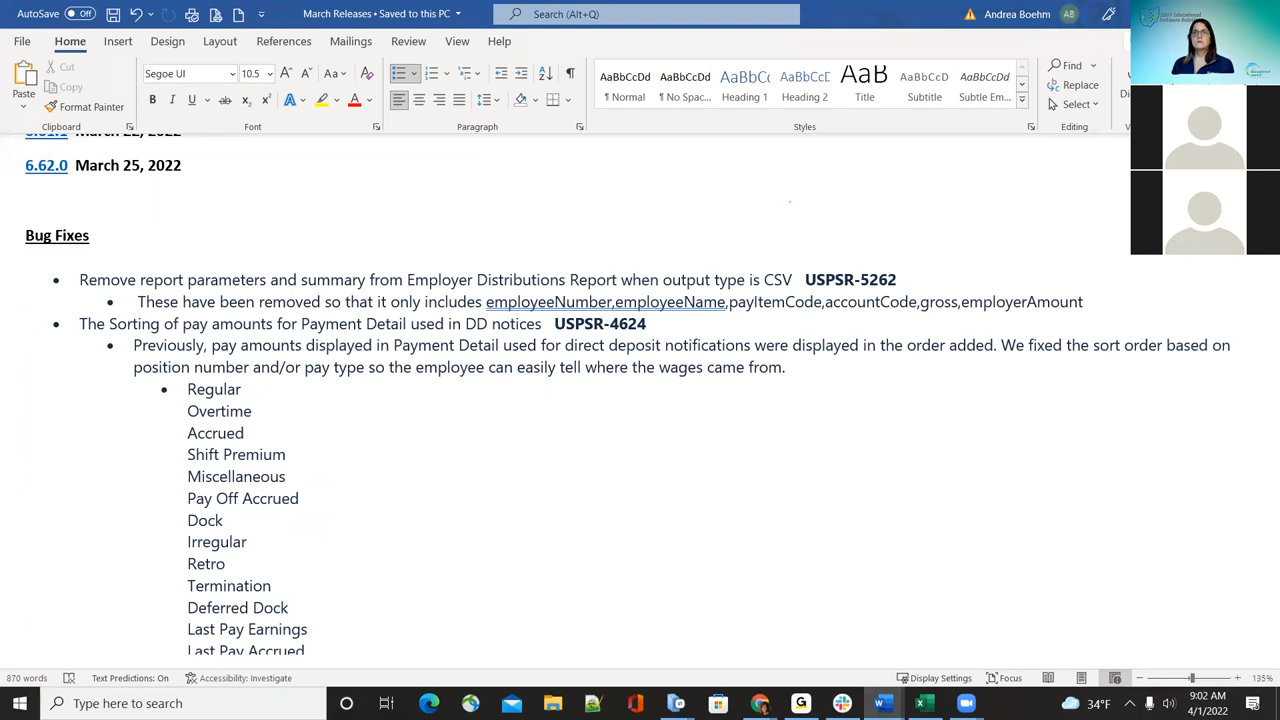 AutoSave Off March Releases • Saved to this PC Search (Alt+Q) Andrea Boehm AB
File Home Insert Design Layout References Mailings Review View Help
Paste Cut Copy Format Painter Clipboard
Segoe UI 10.5 Font
Paragraph
AaBbCcDd ¶ Normal AaBbCcDd ¶ No Spac... AaBbCc Heading 1 AaBbCcD Heading 2 AaB Title AaBbCcD Subtitle AaBbCcDd Subtle Em... Styles
Find Replace Select Editing
6.61.1 March 22, 2022
6.62.0 March 25, 2022
Bug Fixes
• Remove report parameters and summary from Employer Distributions Report when output type is CSV USPSR-5262
• These have been removed so that it only includes employeeNumber,employeeName,payItemCode,accountCode,gross,employerAmount
• The Sorting of pay amounts for Payment Detail used in DD notices USPSR-4624
• Previously, pay amounts displayed in Payment Detail used for direct deposit notifications were displayed in the order added. We fixed the sort order based on
position number and/or pay type so the employee can easily tell where the wages came from.
• Regular
Overtime
Accrued
Shift Premium
Miscellaneous
Pay Off Accrued
Dock
Irregular
Retro
Termination
Deferred Dock
Last Pay Earnings
Last Pay Accrued
870 words Text Predictions: On Accessibility: Investigate Display Settings Focus 135%
Type here to search 34°F 9:02 AM
4/1/2022